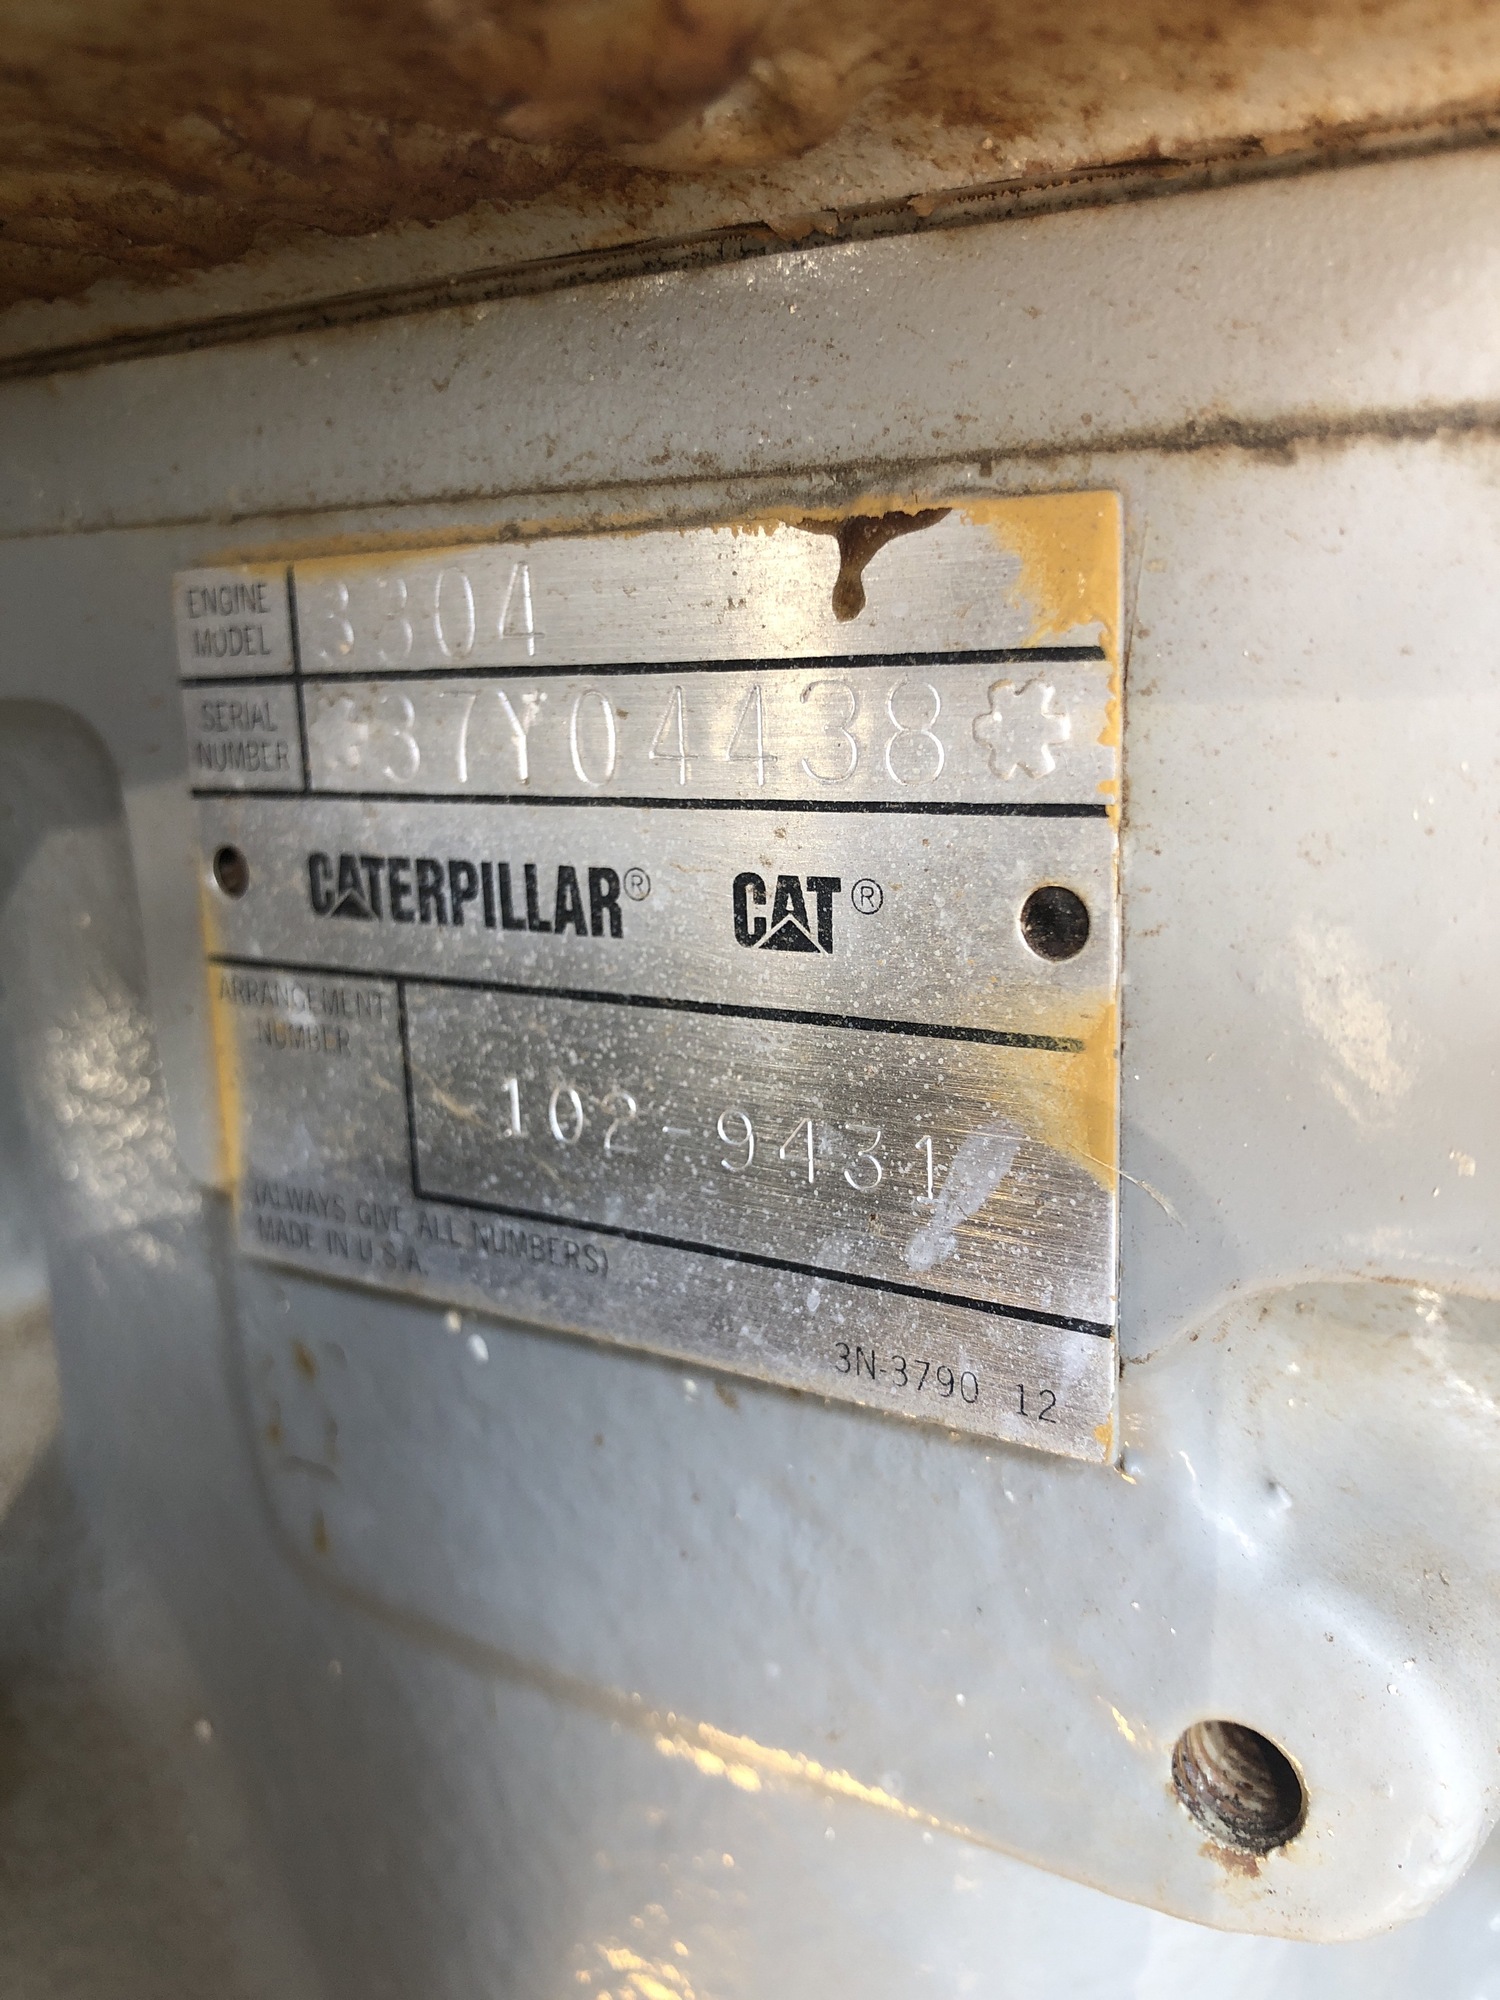 ENGINE MODEL 3304
SERIAL NUMBER *37Y04438*
CATERPILLAR® CAT®
ARRANGEMENT NUMBER
102-9431
(ALWAYS GIVE ALL NUMBERS)
MADE IN U.S.A.
3N-3790 12